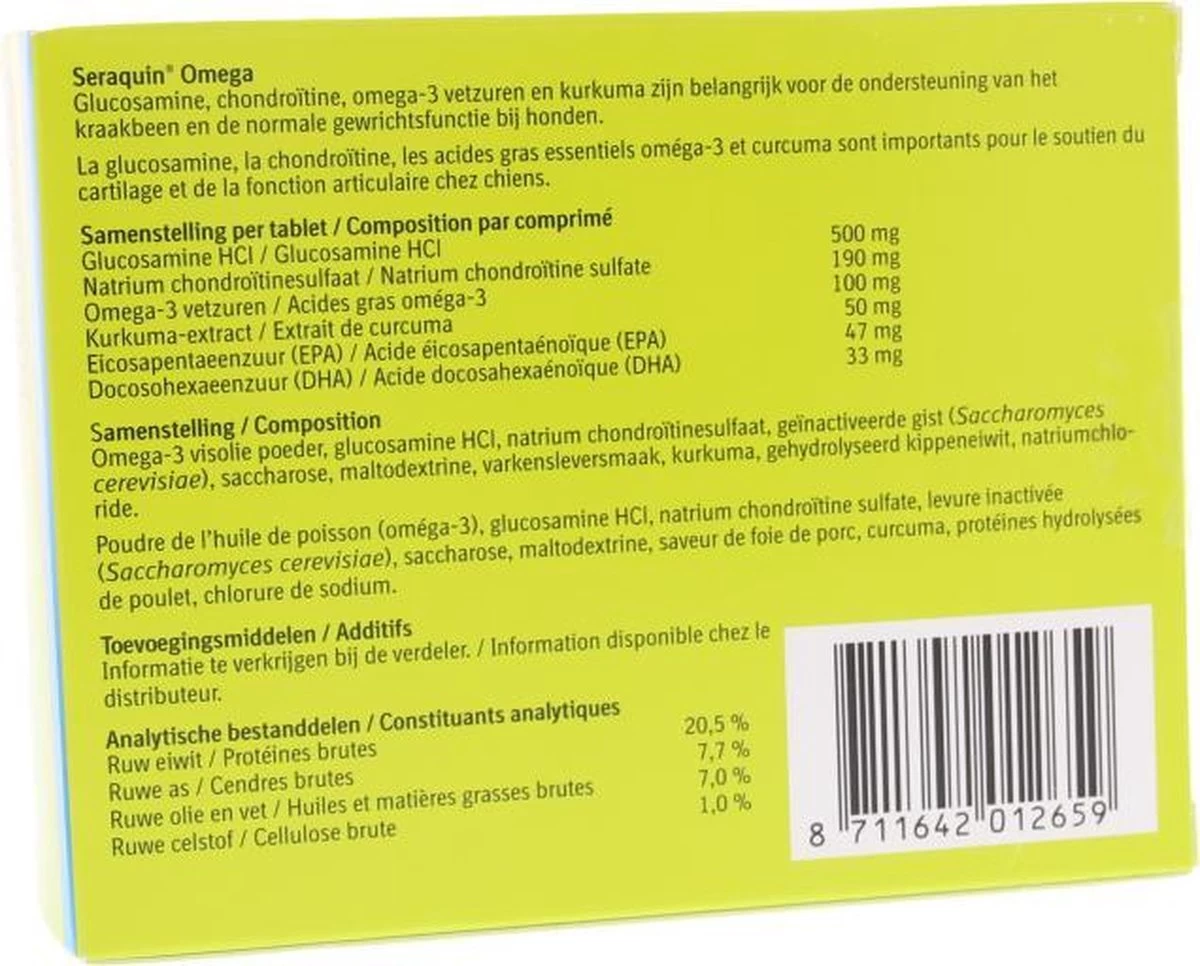 Seraquin® Omega
Glucosamine, chondroïtine, omega-3 vetzuren en kurkuma zijn belangrijk voor de ondersteuning van het
kraakbeen en de normale gewrichtsfunctie bij honden.
La glucosamine, la chondroïtine, les acides gras essentiels oméga-3 et curcuma sont importants pour le soutien du
cartilage et de la fonction articulaire chez chiens.
Samenstelling per tablet / Composition par comprimé
Glucosamine HCl / Glucosamine HCl 500 mg
Natrium chondroïtinesulfaat / Natrium chondroïtine sulfate 190 mg
Omega-3 vetzuren / Acides gras oméga-3 100 mg
Kurkuma-extract / Extrait de curcuma 50 mg
Eicosapentaeenzuur (EPA) / Acide éicosapentaénoïque (EPA) 47 mg
Docosohexaeenzuur (DHA) / Acide docosahexaénoïque (DHA) 33 mg
Samenstelling / Composition
Omega-3 visolie poeder, glucosamine HCl, natrium chondroïtinesulfaat, geïnactiveerde gist (Saccharomyces
cerevisiae), saccharose, maltodextrine, varkensleversmaak, kurkuma, gehydrolyseerd kippeneiwit, natriumchlo-
ride.
Poudre de l'huile de poisson (oméga-3), glucosamine HCl, natrium chondroïtine sulfate, levure inactivée
(Saccharomyces cerevisiae), saccharose, maltodextrine, saveur de foie de porc, curcuma, protéines hydrolysées
de poulet, chlorure de sodium.
Toevoegingsmiddelen / Additifs
Informatie te verkrijgen bij de verdeler. / Information disponible chez le
distributeur.
Analytische bestanddelen / Constituants analytiques
Ruw eiwit / Protéines brutes 20,5 %
Ruwe as / Cendres brutes 7,7 %
Ruwe olie en vet / Huiles et matières grasses brutes 7,0 %
Ruwe celstof / Cellulose brute 1,0 %
8 711642 012659